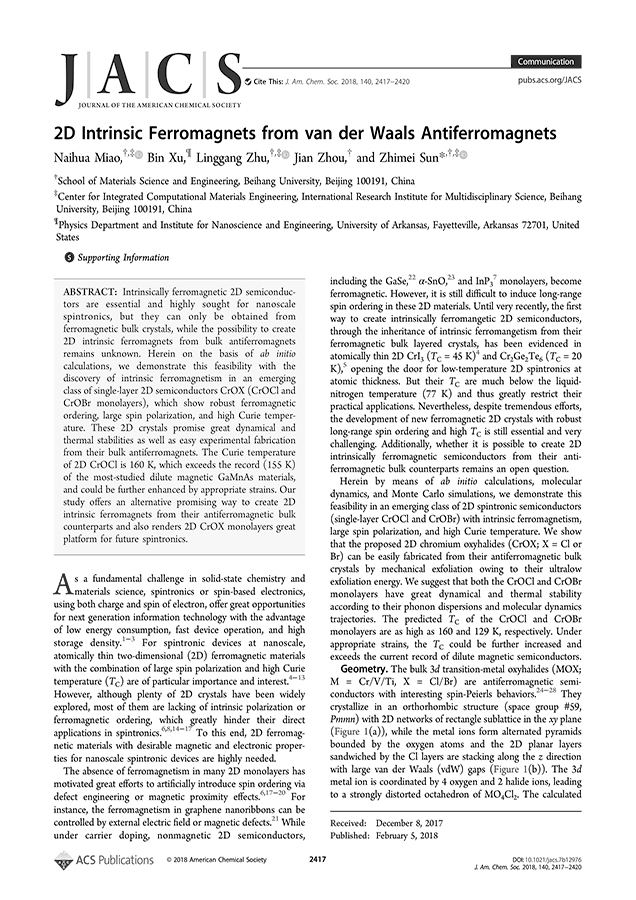 JACS
JOURNAL OF THE AMERICAN CHEMICAL SOCIETY
Cite This: J. Am. Chem. Soc. 2018, 140, 2417−2420
Communication
pubs.acs.org/JACS
2D Intrinsic Ferromagnets from van der Waals Antiferromagnets
Naihua Miao,†,‡ Bin Xu,¶ Linggang Zhu,†,‡ Jian Zhou,† and Zhimei Sun*,†,‡
†School of Materials Science and Engineering, Beihang University, Beijing 100191, China
‡Center for Integrated Computational Materials Engineering, International Research Institute for Multidisciplinary Science, Beihang
University, Beijing 100191, China
¶Physics Department and Institute for Nanoscience and Engineering, University of Arkansas, Fayetteville, Arkansas 72701, United
States
S Supporting Information
ABSTRACT: Intrinsically ferromagnetic 2D semiconduc-
tors are essential and highly sought for nanoscale
spintronics, but they can only be obtained from
ferromagnetic bulk crystals, while the possibility to create
2D intrinsic ferromagnets from bulk antiferromagnets
remains unknown. Herein on the basis of ab initio
calculations, we demonstrate this feasibility with the
discovery of intrinsic ferromagnetism in an emerging
class of single-layer 2D semiconductors CrOX (CrOCl and
CrOBr monolayers), which show robust ferromagnetic
ordering, large spin polarization, and high Curie temper-
ature. These 2D crystals promise great dynamical and
thermal stabilities as well as easy experimental fabrication
from their bulk antiferromagnets. The Curie temperature
of 2D CrOCl is 160 K, which exceeds the record (155 K)
of the most-studied dilute magnetic GaMnAs materials,
and could be further enhanced by appropriate strains. Our
study offers an alternative promising way to create 2D
intrinsic ferromagnets from their antiferromagnetic bulk
counterparts and also renders 2D CrOX monolayers great
platform for future spintronics.
As a fundamental challenge in solid-state chemistry and
materials science, spintronics or spin-based electronics,
using both charge and spin of electron, offer great opportunities
for next generation information technology with the advantage
of low energy consumption, fast device operation, and high
storage density.1−3 For spintronic devices at nanoscale,
atomically thin two-dimensional (2D) ferromagnetic materials
with the combination of large spin polarization and high Curie
temperature (TC) are of particular importance and interest.4−13
However, although plenty of 2D crystals have been widely
explored, most of them are lacking of intrinsic polarization or
ferromagnetic ordering, which greatly hinder their direct
applications in spintronics.6,8,14−17 To this end, 2D ferromag-
netic materials with desirable magnetic and electronic proper-
ties for nanoscale spintronic devices are highly needed.
The absence of ferromagnetism in many 2D monolayers has
motivated great efforts to artificially introduce spin ordering via
defect engineering or magnetic proximity effects.6,17−20 For
instance, the ferromagnetism in graphene nanoribbons can be
controlled by external electric field or magnetic defects.21 While
under carrier doping, nonmagnetic 2D semiconductors,
including the GaSe,22 α-SnO,23 and InP3 7 monolayers, become
ferromagnetic. However, it is still difficult to induce long-range
spin ordering in these 2D materials. Until very recently, the first
way to create intrinsically ferromangetic 2D semiconductors,
through the inheritance of intrinsic ferromangetism from their
ferromagnetic bulk layered crystals, has been evidenced in
atomically thin 2D CrI3 (TC = 45 K)4 and Cr2Ge2Te6 (TC = 20
K),5 opening the door for low-temperature 2D spintronics at
atomic thickness. But their TC are much below the liquid-
nitrogen temperature (77 K) and thus greatly restrict their
practical applications. Nevertheless, despite tremendous efforts,
the development of new ferromagnetic 2D crystals with robust
long-range spin ordering and high TC is still essential and very
challenging. Additionally, whether it is possible to create 2D
intrinsically ferromagnetic semiconductors from their anti-
ferromagnetic bulk counterparts remains an open question.
Herein by means of ab initio calculations, molecular
dynamics, and Monte Carlo simulations, we demonstrate this
feasibility in an emerging class of 2D spintronic semiconductors
(single-layer CrOCl and CrOBr) with intrinsic ferromagnetism,
large spin polarization, and high Curie temperature. We show
that the proposed 2D chromium oxyhalides (CrOX; X = Cl or
Br) can be easily fabricated from their antiferromagnetic bulk
crystals by mechanical exfoliation owing to their ultralow
exfoliation energy. We suggest that both the CrOCl and CrOBr
monolayers have great dynamical and thermal stability
according to their phonon dispersions and molecular dynamics
trajectories. The predicted TC of the CrOCl and CrOBr
monolayers are as high as 160 and 129 K, respectively. Under
appropriate strains, the TC could be further increased and
exceeds the current record of dilute magnetic semiconductors.
Geometry. The bulk 3d transition-metal oxyhalides (MOX;
M = Cr/V/Ti, X = Cl/Br) are antiferromagnetic semi-
conductors with interesting spin-Peierls behaviors.24−28 They
crystallize in an orthorhombic structure (space group #59,
Pmmn) with 2D networks of rectangle sublattice in the xy plane
(Figure 1(a)), while the metal ions form alternated pyramids
bounded by the oxygen atoms and the 2D planar layers
sandwiched by the Cl layers are stacking along the z direction
with large van der Waals (vdW) gaps (Figure 1(b)). The 3d
metal ion is coordinated by 4 oxygen and 2 halide ions, leading
to a strongly distorted octahedron of MO4Cl2. The calculated
Received: December 8, 2017
Published: February 5, 2018
ACS Publications
© 2018 American Chemical Society
2417
DOI: 10.1021/jacs.7b12976
J. Am. Chem. Soc. 2018, 140, 2417−2420